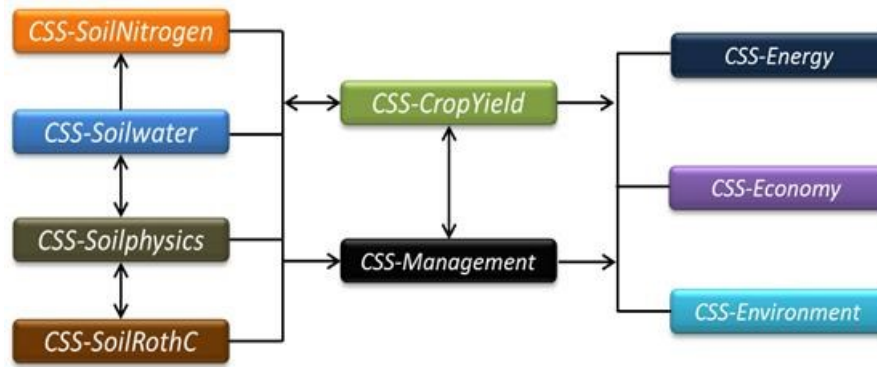 CSS-SoilNitrogen
CSS-Soilwater
CSS-Soilphysics
CSS-SoilRothC
CSS-CropYield
CSS-Management
CSS-Energy
CSS-Economy
CSS-Environment